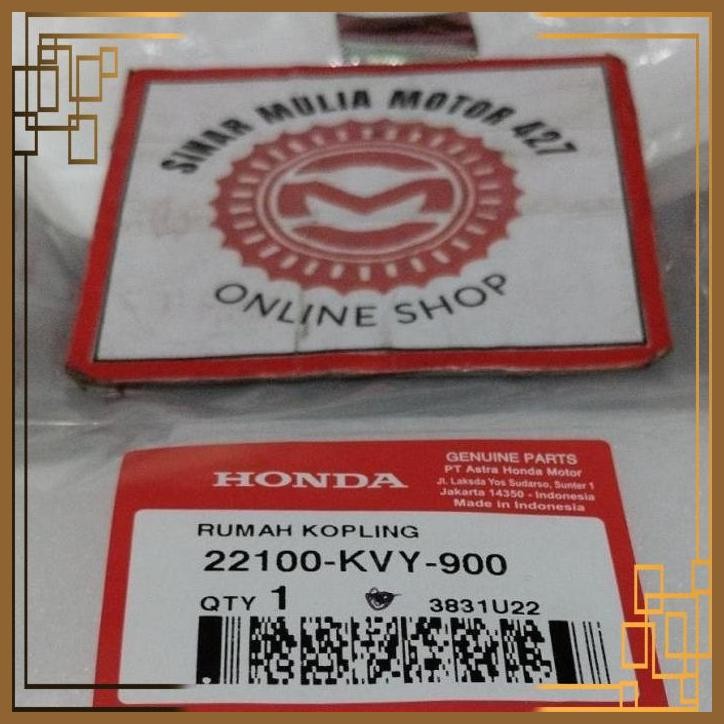 SINAR MULIA MOTOR 427
ONLINE SHOP
HONDA
GENUINE PARTS
PT Astra Honda Motor
Jl. Laksda Yos Sudarso, Sunter 1
Jakarta 14350 - Indonesia
Made in Indonesia
RUMAH KOPLING
22100-KVY-900
QTY 1
3831U22